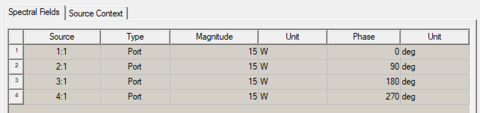 Spectral Fields Source Context
Source Type Magnitude Unit Phase Unit
1 1:1 Port 15 W 0 deg
2 2:1 Port 15 W 90 deg
3 3:1 Port 15 W 180 deg
4 4:1 Port 15 W 270 deg